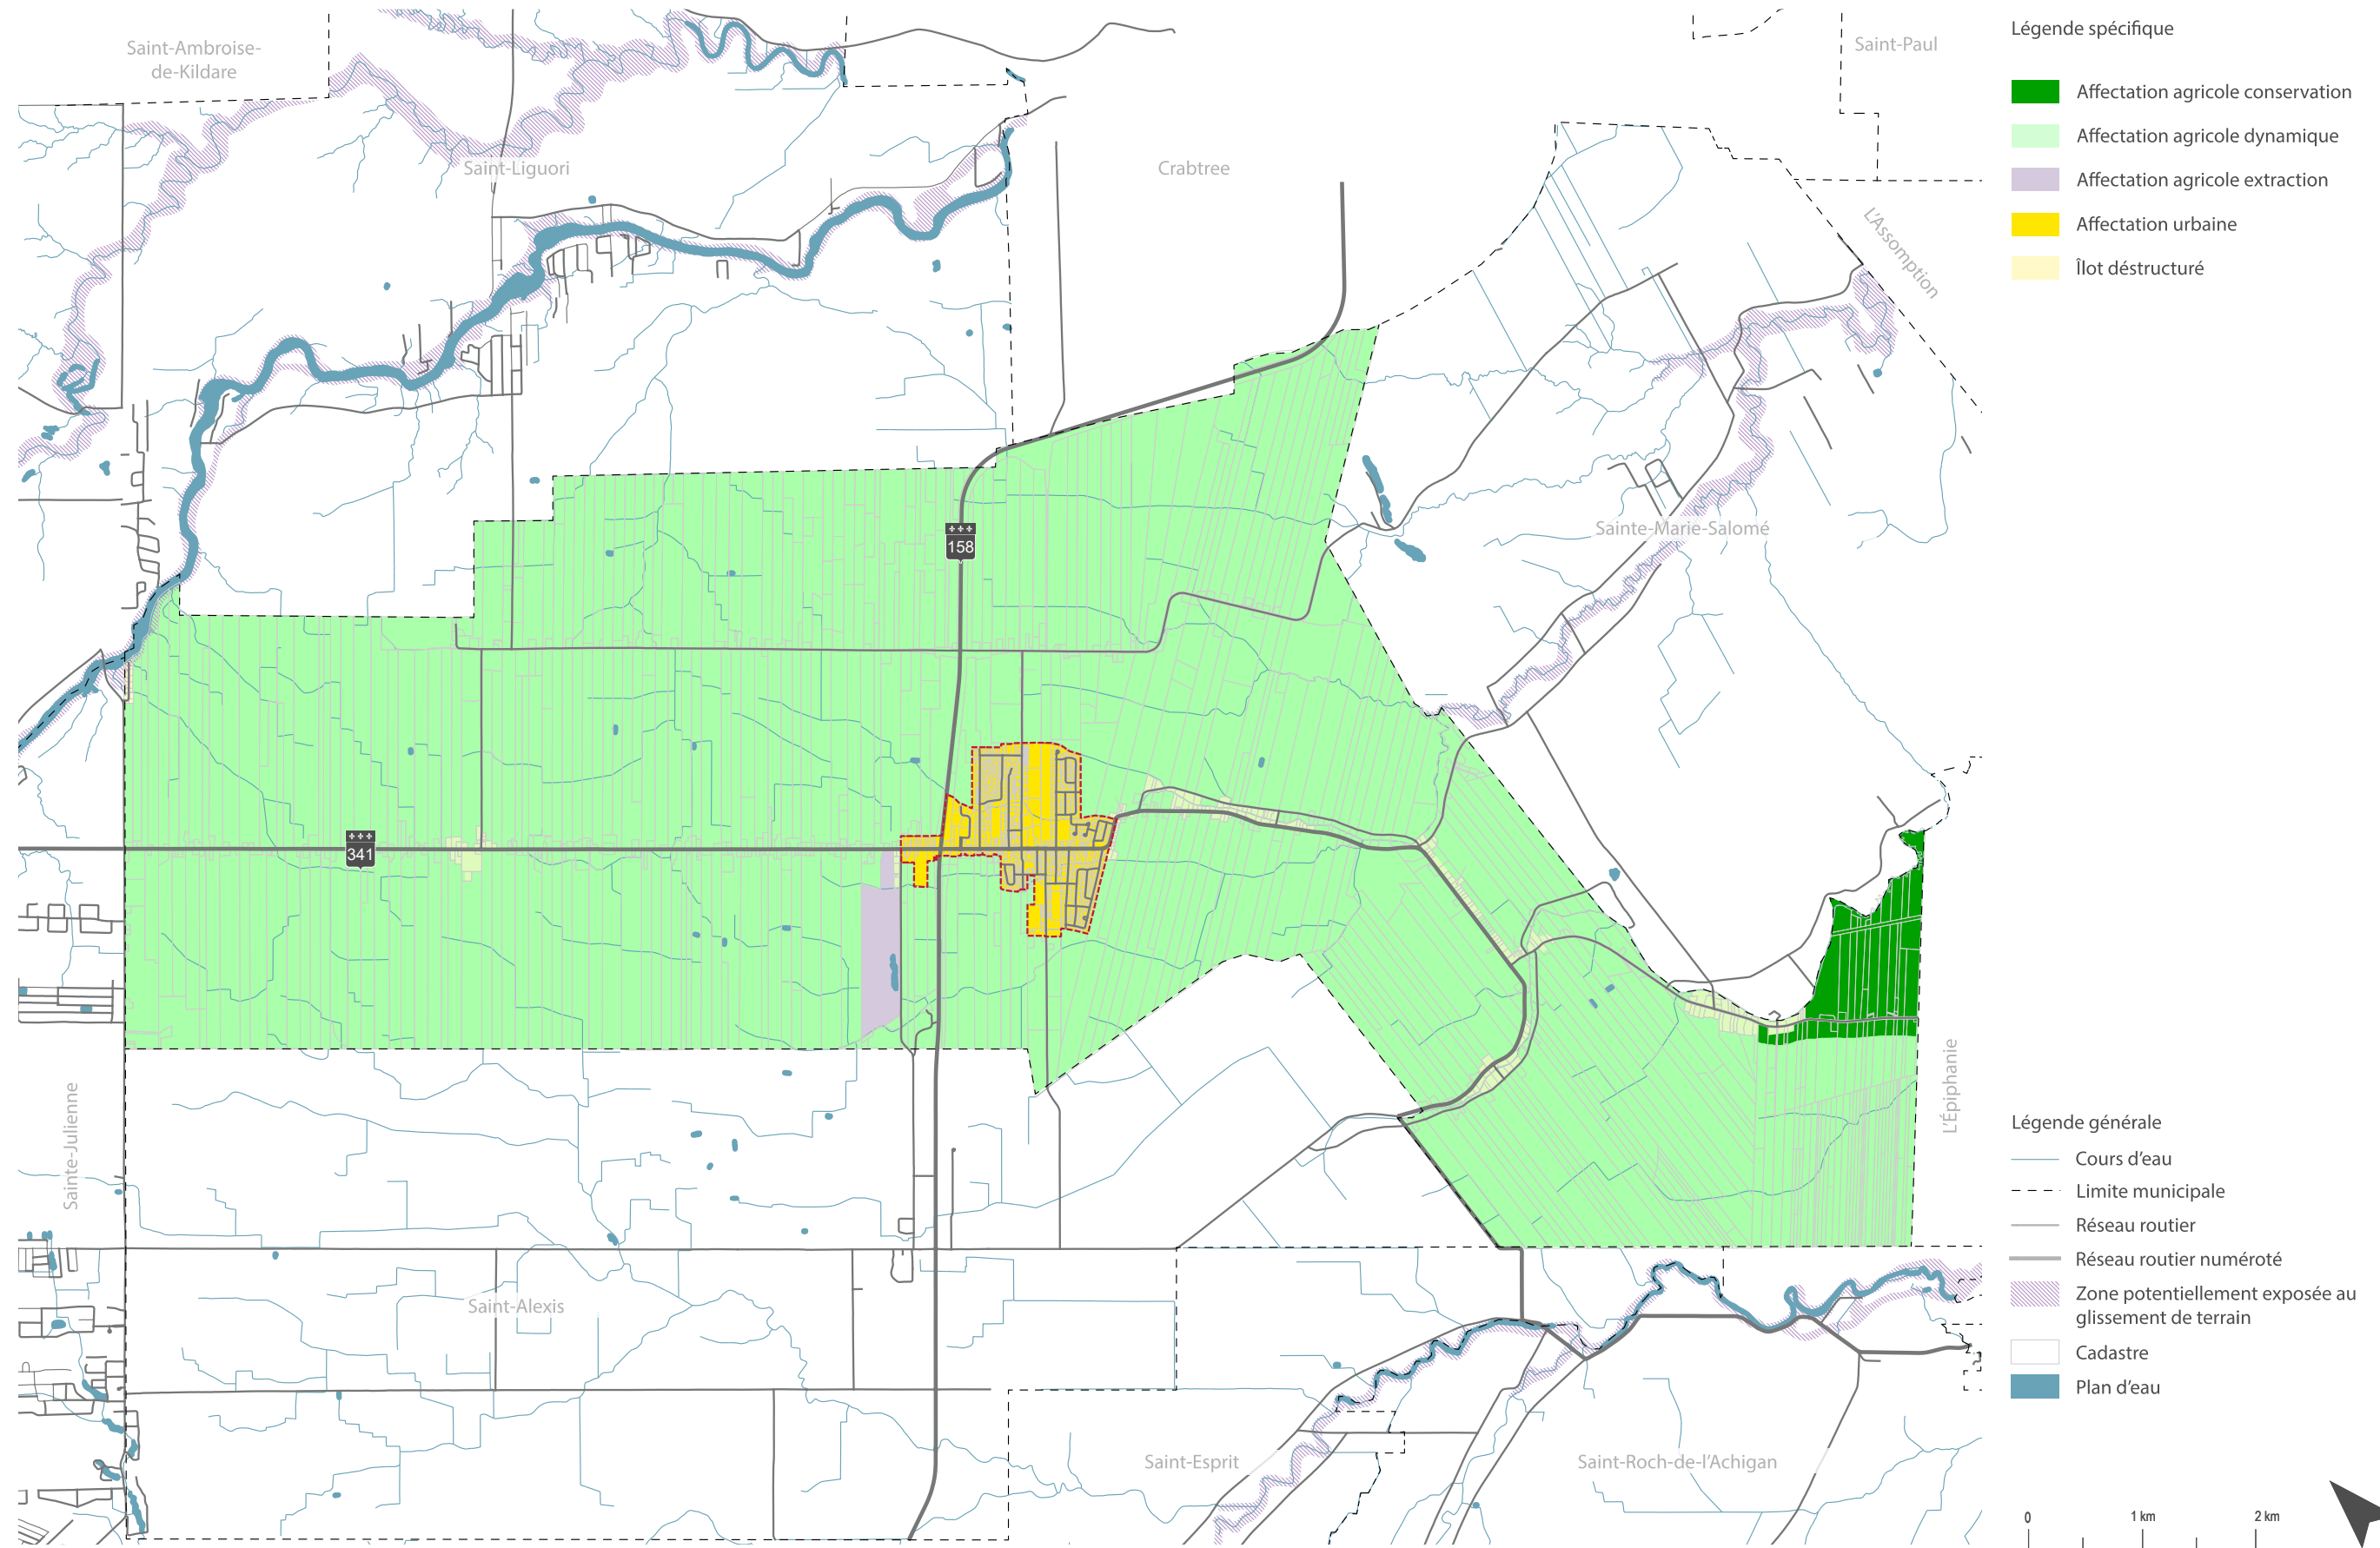 Saint-Ambroise-
de-Kildare
Saint-Liguori
Crabtree
Saint-Paul
L'Assomption
Sainte-Marie-Salomé
158
341
Sainte-Julienne
L'Épiphanie
Saint-Alexis
Saint-Esprit
Saint-Roch-de-l'Achigan
Légende spécifique
Affectation agricole conservation
Affectation agricole dynamique
Affectation agricole extraction
Affectation urbaine
Îlot déstructuré
Légende générale
Cours d'eau
Limite municipale
Réseau routier
Réseau routier numéroté
Zone potentiellement exposée au
glissement de terrain
Cadastre
Plan d'eau
0 1 km 2 km